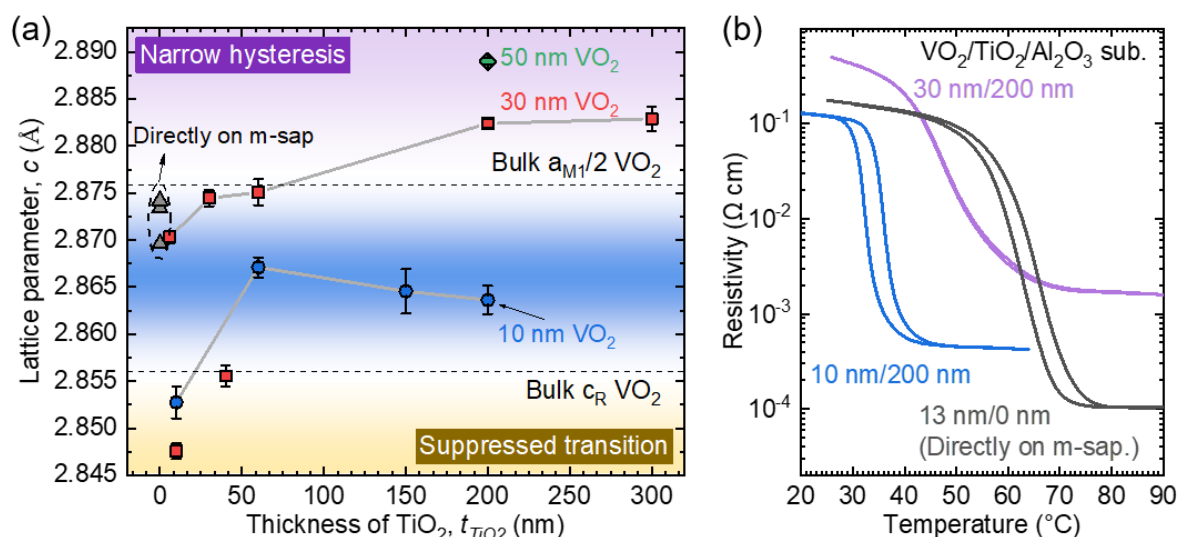 (a)
2.890
2.885
2.880
2.875
2.870
2.865
2.860
2.855
2.850
2.845
Lattice parameter, c (Å)
Narrow hysteresis
50 nm VO₂
30 nm VO₂
Directly on m-sap
Bulk a_M1/2 VO₂
10 nm VO₂
Bulk c_R VO₂
Suppressed transition
0 50 100 150 200 250 300
Thickness of TiO₂, t_TiO2 (nm)
(b)
VO₂/TiO₂/Al₂O₃ sub.
30 nm/200 nm
10⁻¹
10⁻²
10⁻³
10⁻⁴
Resistivity (Ω cm)
10 nm/200 nm
13 nm/0 nm
(Directly on m-sap.)
20 30 40 50 60 70 80 90
Temperature (°C)